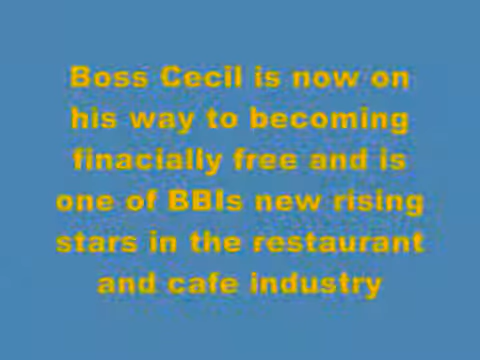 Boss Cecil is now on
his way to becoming
finacially free and is
one of BBIs new rising
stars in the restaurant
and cafe industry